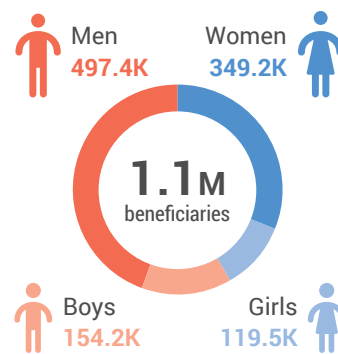 Men
497.4K
Women
349.2K
1.1M
beneficiaries
Boys
154.2K
Girls
119.5K